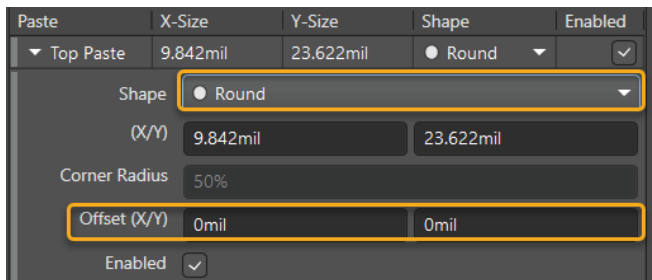 Paste X-Size Y-Size Shape Enabled
Top Paste 9.842mil 23.622mil Round
Shape Round
(X/Y) 9.842mil 23.622mil
Corner Radius 50%
Offset (X/Y) 0mil 0mil
Enabled